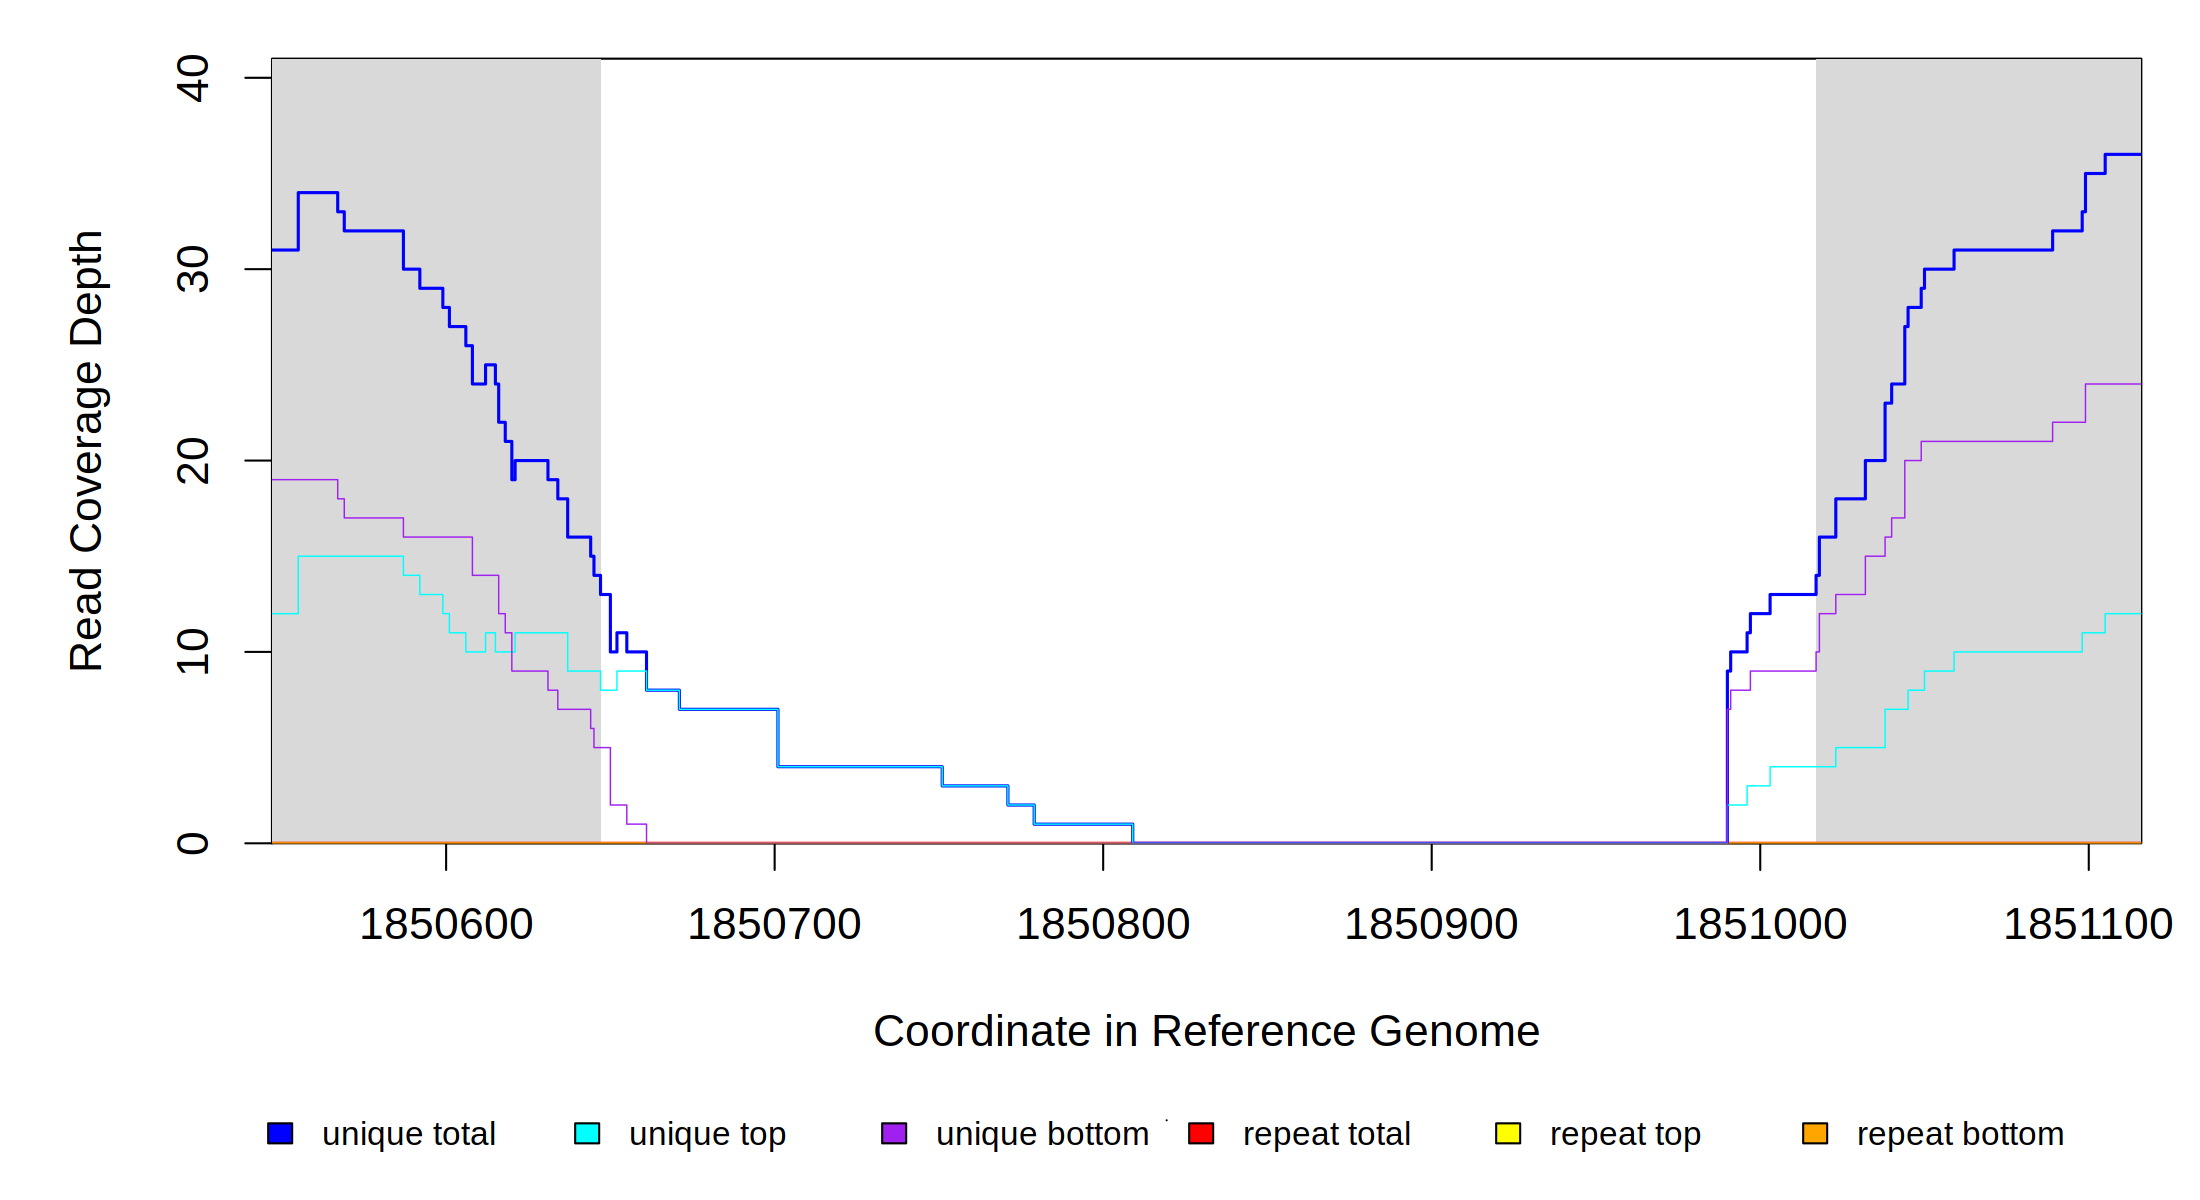 40
30
20
10
0
Read Coverage Depth
1850600 1850700 1850800 1850900 1851000 1851100
Coordinate in Reference Genome
unique total unique top unique bottom repeat total repeat top repeat bottom